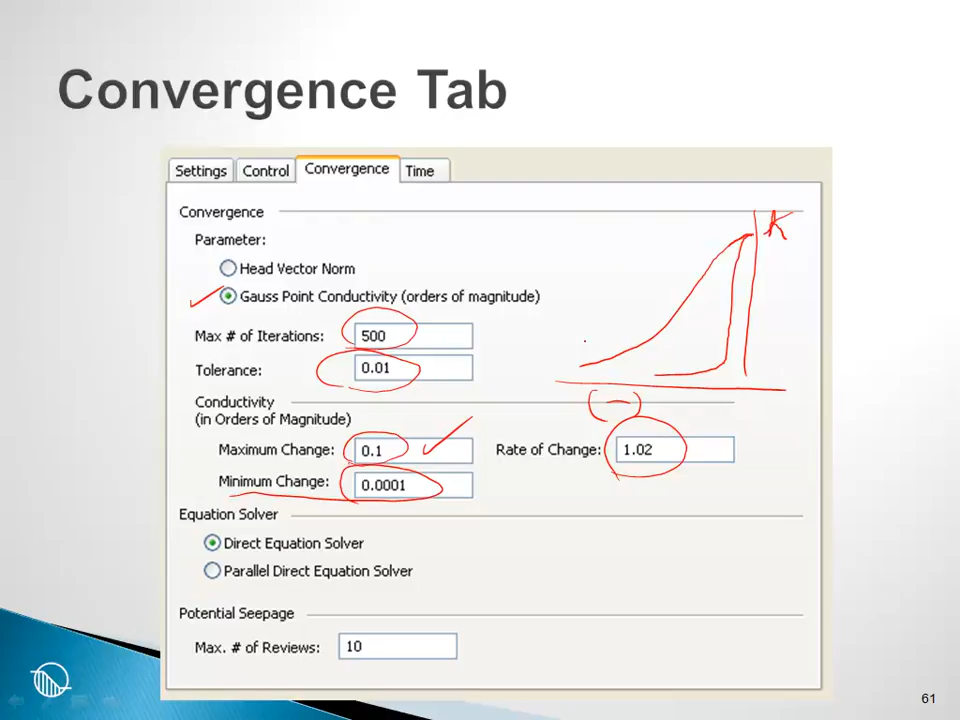 Convergence Tab
Settings Control Convergence Time
Convergence
Parameter:
Head Vector Norm
Gauss Point Conductivity (orders of magnitude)
K
Max # of Iterations: 500
Tolerance: 0.01
Conductivity
(in Orders of Magnitude)
(-)
Maximum Change: 0.1 Rate of Change: 1.02
Minimum Change: 0.0001
Equation Solver
Direct Equation Solver
Parallel Direct Equation Solver
Potential Seepage
Max. # of Reviews: 10
61